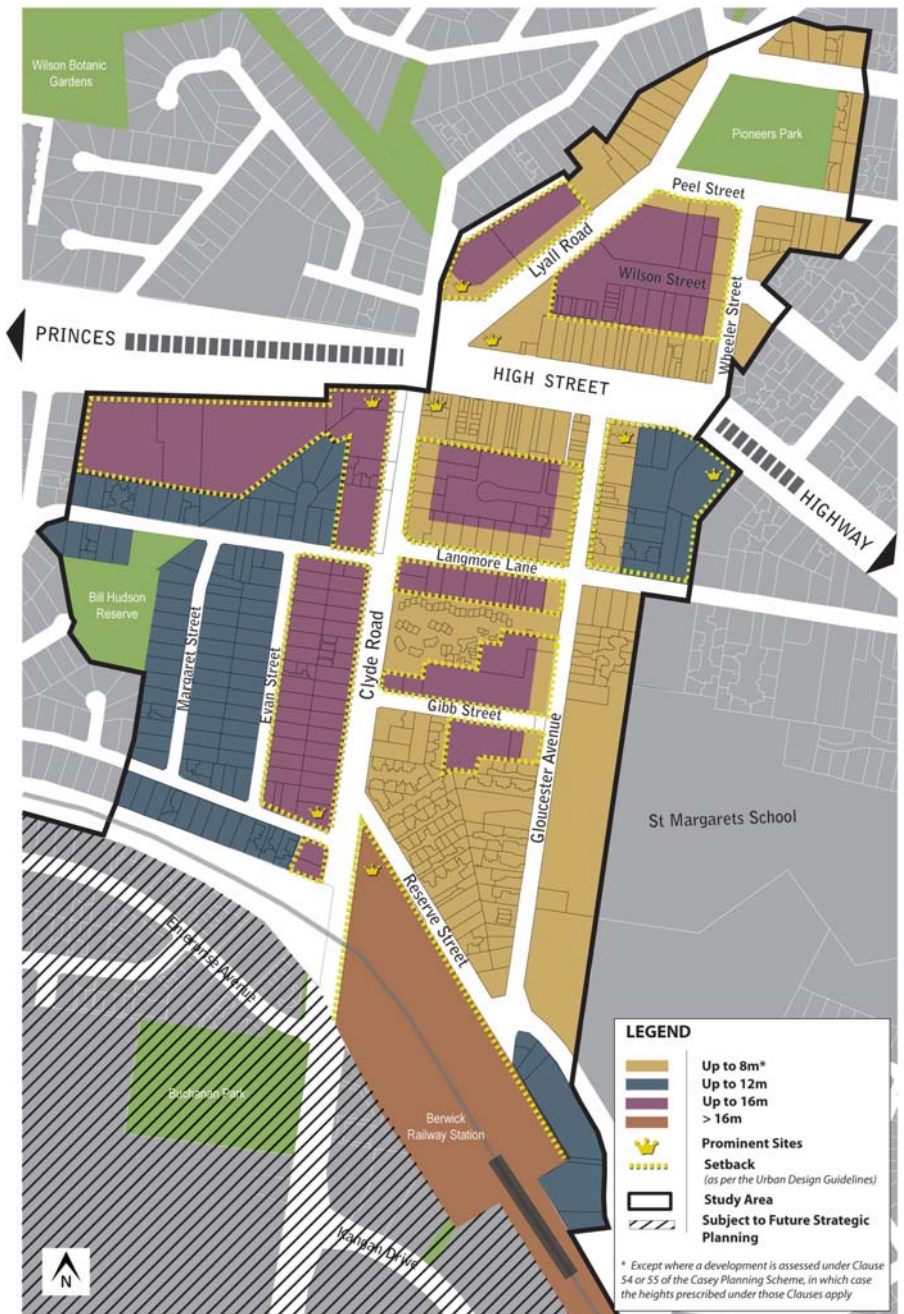 Wilson Botanic
Gardens
Pioneers Park
Peel Street
Lyall Road
Wilson Street
Wheeler Street
PRINCES
HIGH STREET
HIGHWAY
Langmore Lane
Bill Hudson
Reserve
Margaret Street
Evan Street
Clyde Road
Gibb Street
Gloucester Avenue
St Margarets School
Reserve Street
Enterprise Avenue
Buchanan Park
Berwick
Railway Station
Kangan Drive
N
LEGEND
Up to 8m*
Up to 12m
Up to 16m
> 16m
Prominent Sites
Setback
(as per the Urban Design Guidelines)
Study Area
Subject to Future Strategic
Planning
* Except where a development is assessed under Clause
54 or 55 of the Casey Planning Scheme, in which case
the heights prescribed under those Clauses apply